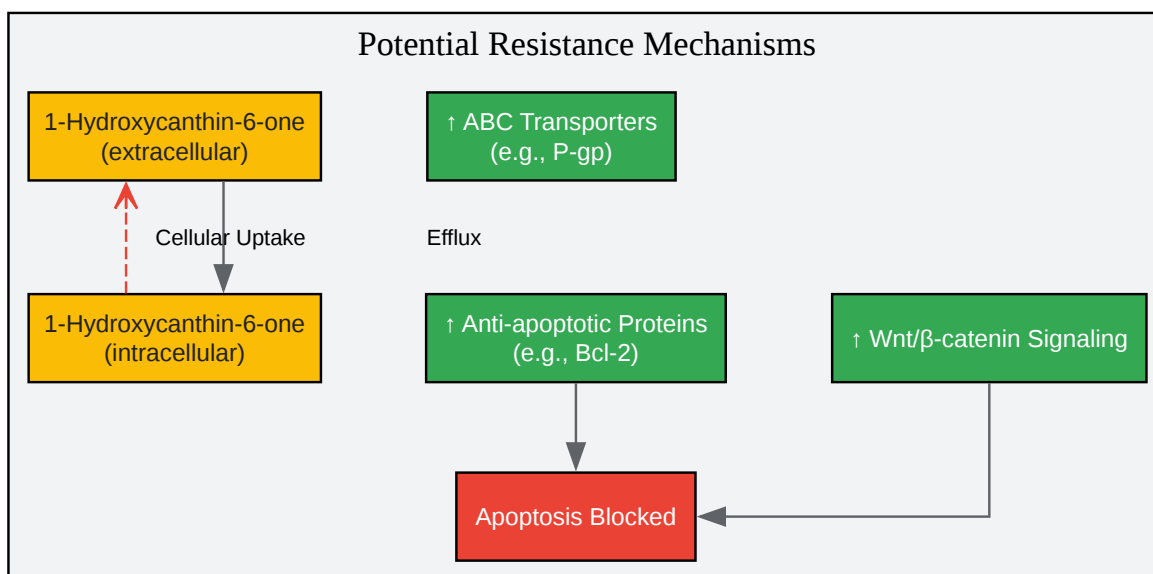 Potential Resistance Mechanisms
1-Hydroxycanthin-6-one
(extracellular)
↑ ABC Transporters
(e.g., P-gp)
Cellular Uptake
Efflux
1-Hydroxycanthin-6-one
(intracellular)
↑ Anti-apoptotic Proteins
(e.g., Bcl-2)
↑ Wnt/β-catenin Signaling
Apoptosis Blocked